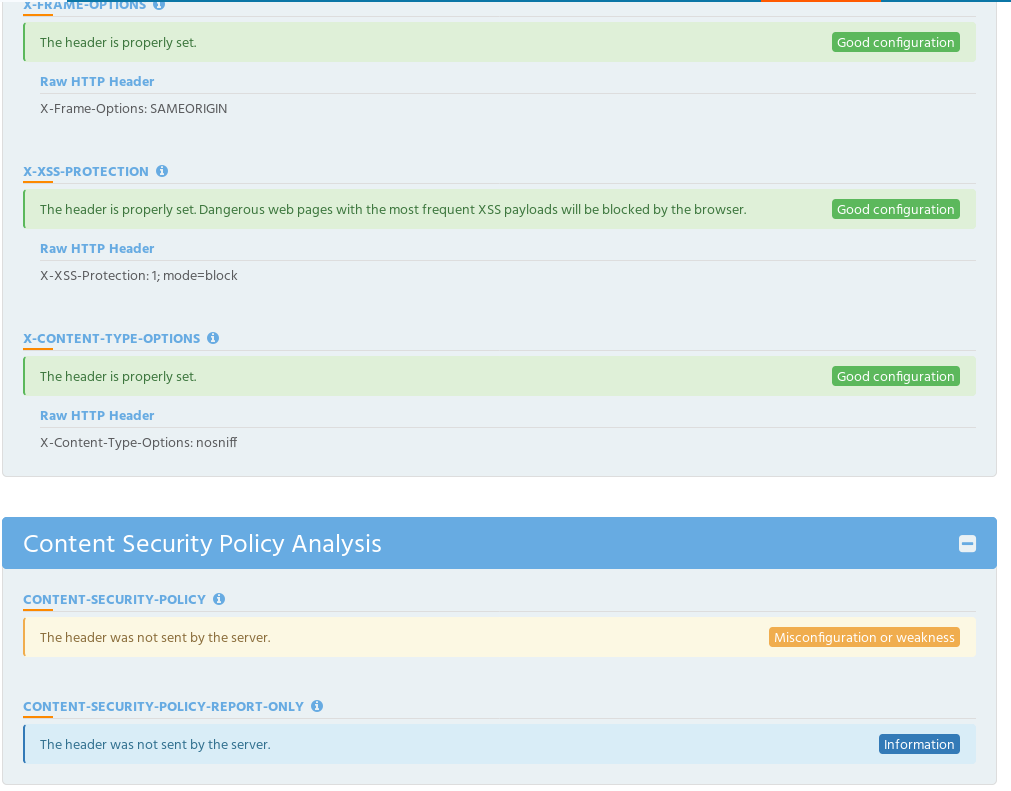 X-FRAME-OPTIONS
The header is properly set.
Good configuration
Raw HTTP Header
X-Frame-Options: SAMEORIGIN
X-XSS-PROTECTION
The header is properly set. Dangerous web pages with the most frequent XSS payloads will be blocked by the browser.
Good configuration
Raw HTTP Header
X-XSS-Protection: 1; mode=block
X-CONTENT-TYPE-OPTIONS
The header is properly set.
Good configuration
Raw HTTP Header
X-Content-Type-Options: nosniff
Content Security Policy Analysis
CONTENT-SECURITY-POLICY
The header was not sent by the server.
Misconfiguration or weakness
CONTENT-SECURITY-POLICY-REPORT-ONLY
The header was not sent by the server.
Information